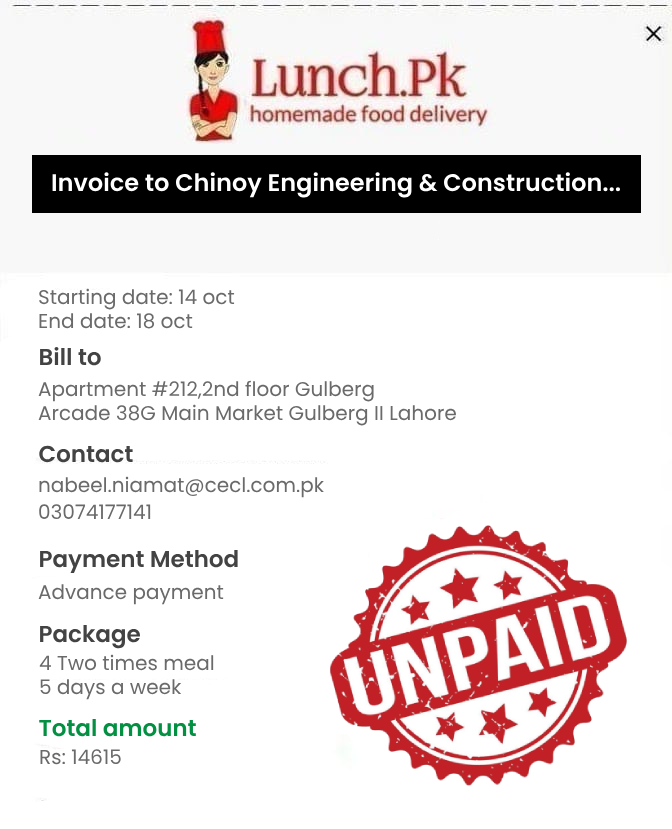 Lunch.Pk
homemade food delivery
Invoice to Chinoy Engineering & Construction...
Starting date: 14 oct
End date: 18 oct
Bill to
Apartment #212,2nd floor Gulberg
Arcade 38G Main Market Gulberg II Lahore
Contact
nabeel.niamat@cecl.com.pk
03074177141
Payment Method
Advance payment
Package
4 Two times meal
5 days a week
UNPAID
Total amount
Rs: 14615